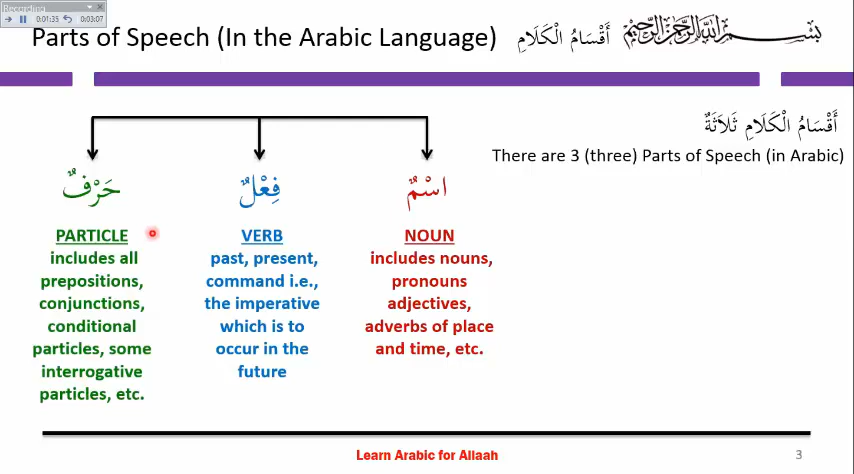 Recording
0:01:35
0:03:07
Parts of Speech (In the Arabic Language) أَقْسَامُ الْكَلَامِ بِسْمِ اللَّهِ الرَّحْمَٰنِ الرَّحِيمِ
أَقْسَامُ الْكَلَامِ ثَلَاثَةٌ
There are 3 (three) Parts of Speech (in Arabic)
حَرْفٌ
PARTICLE
includes all
prepositions,
conjunctions,
conditional
particles, some
interrogative
particles, etc.
فِعْلٌ
VERB
past, present,
command i.e.,
the imperative
which is to
occur in the
future
اسْمٌ
NOUN
includes nouns,
pronouns
adjectives,
adverbs of place
and time, etc.
Learn Arabic for Allaah
3